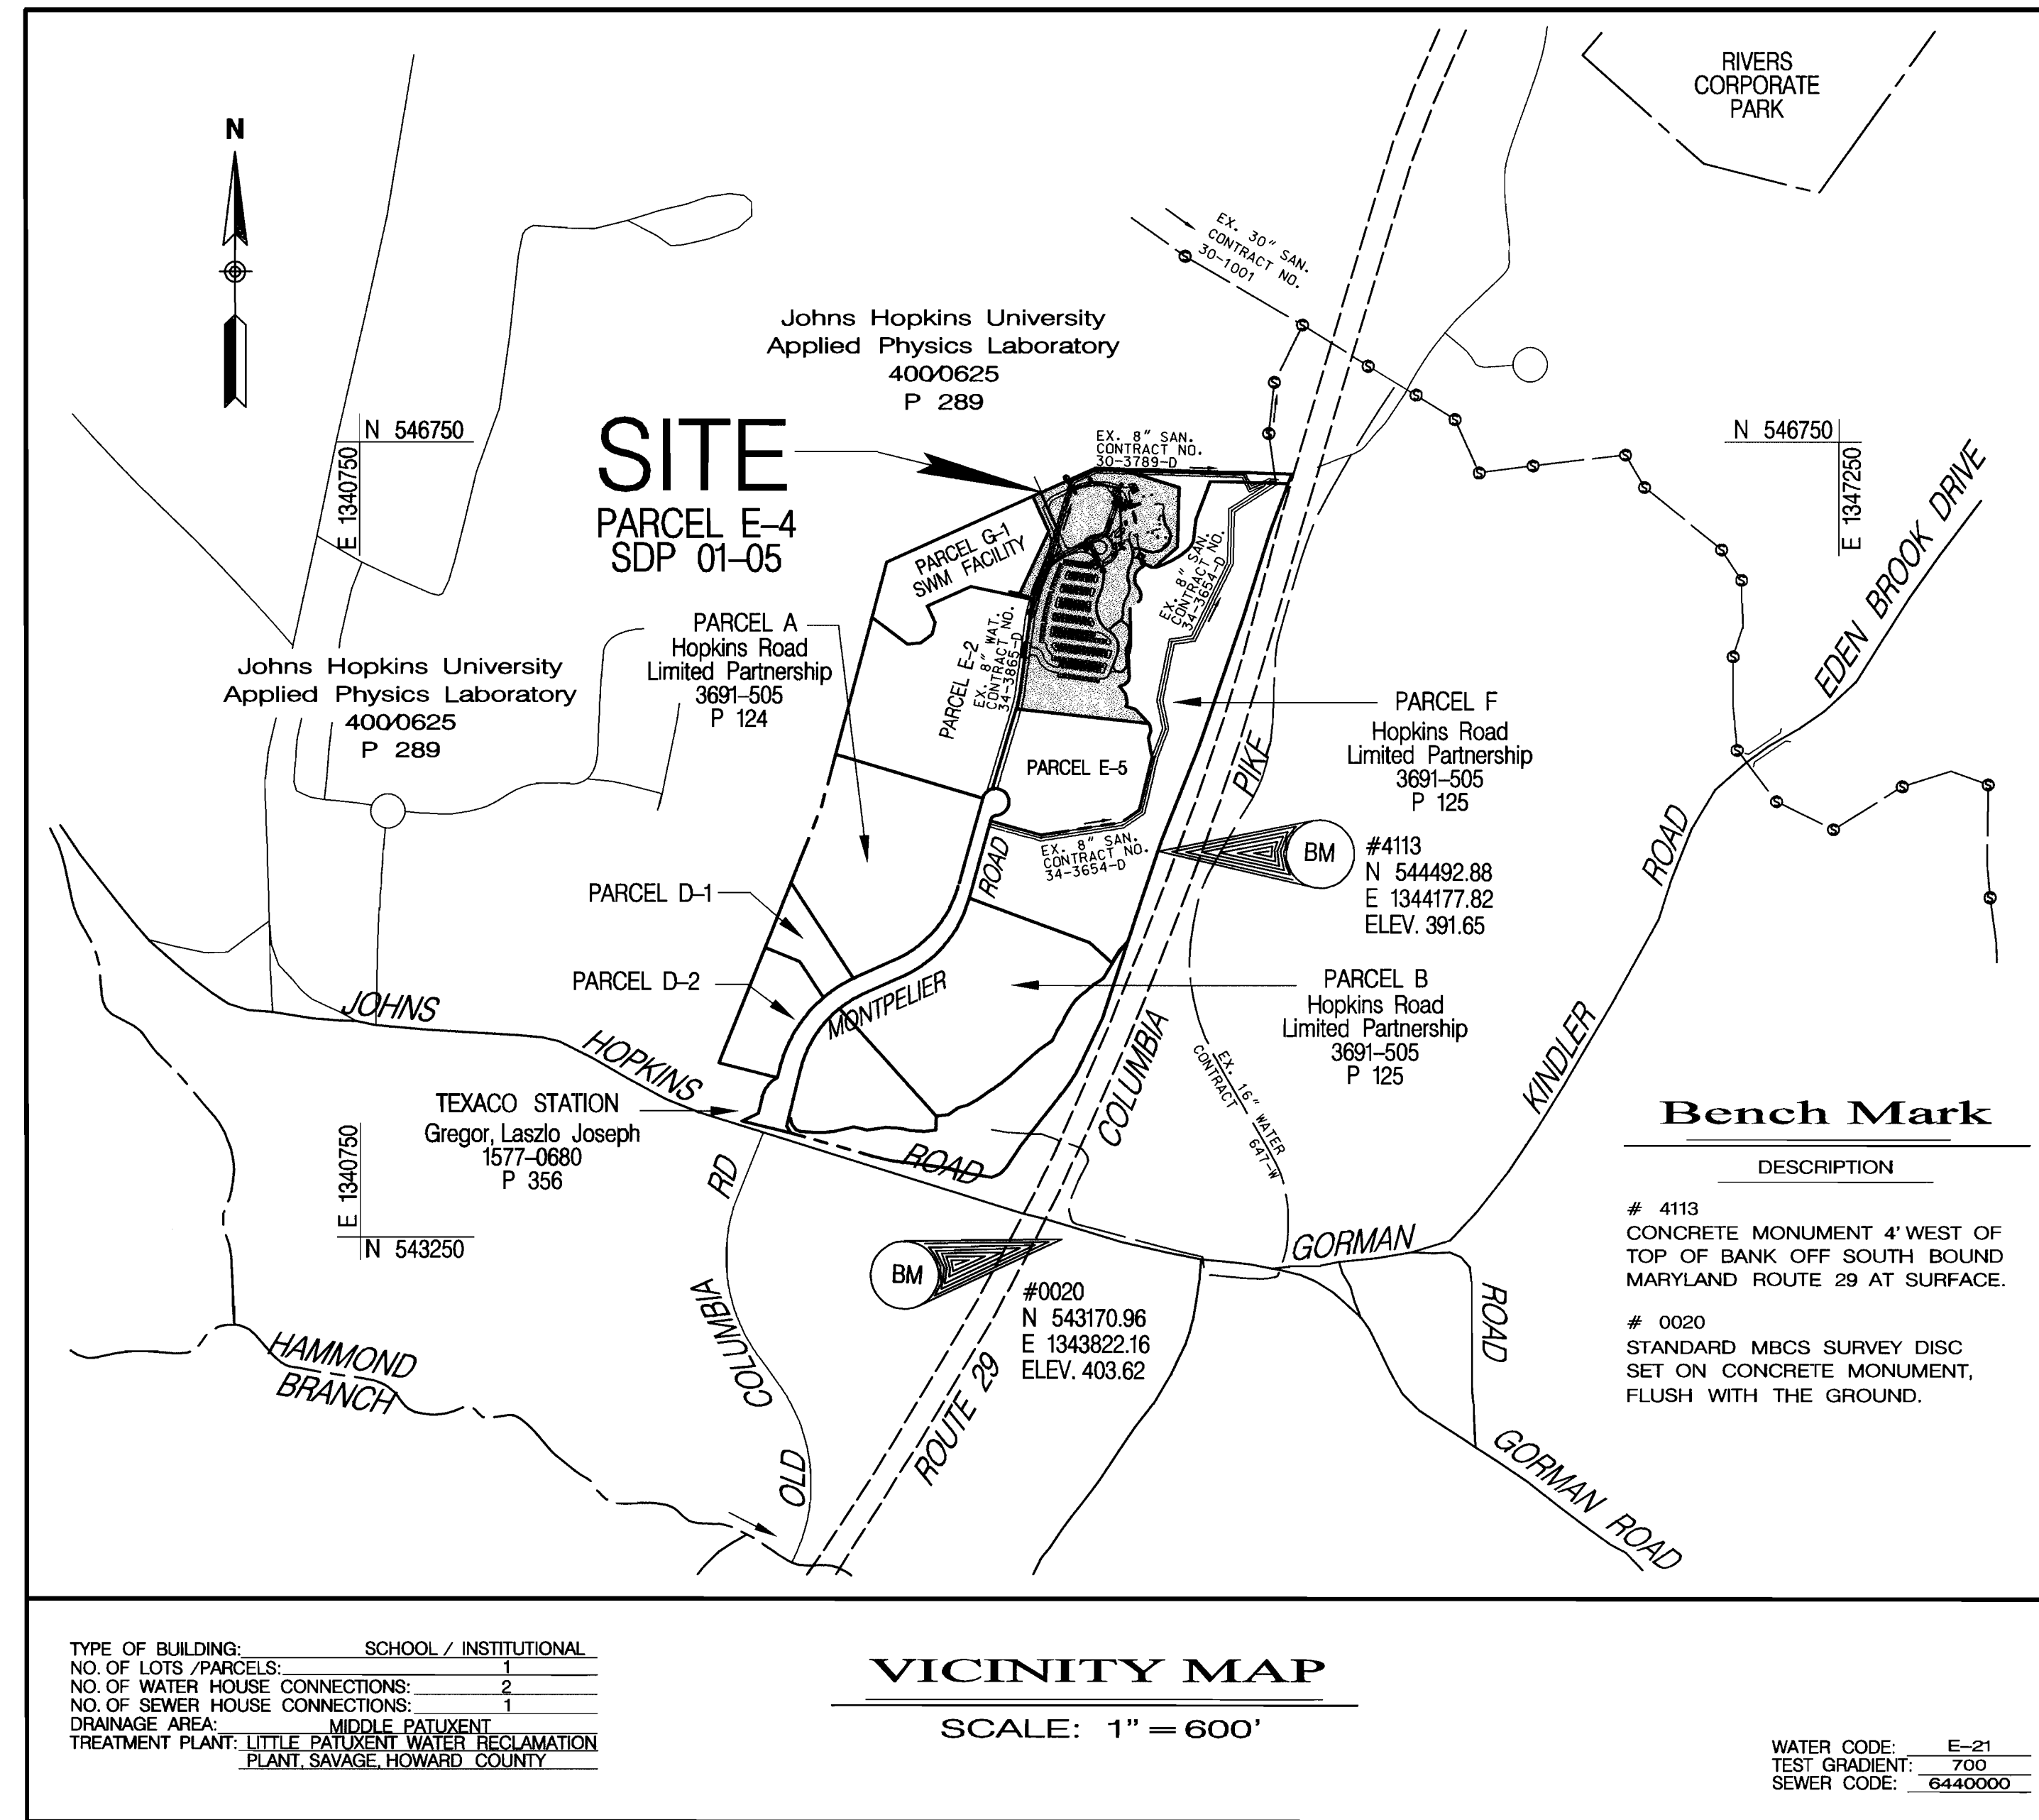 RIVERS
CORPORATE
PARK
N
EX. 30" SAN.
CONTRACT NO.
30-1001
Johns Hopkins University
Applied Physics Laboratory
400/0625
P 289
N 546750
E 1340750
SITE
PARCEL E-4
SDP 01-05
EX. 8" SAN.
CONTRACT NO.
30-3789-D
N 546750
E 1347250
EDEN BROOK DRIVE
PARCEL G-1
SWM FACILITY
EX. 8" SAN.
CONTRACT NO.
34-3654-D
PARCEL A
Hopkins Road
Limited Partnership
3691-505
P 124
PARCEL E-2
EX. 8" WAT.
CONTRACT NO.
34-3865-D
Johns Hopkins University
Applied Physics Laboratory
400/0625
P 289
PARCEL F
Hopkins Road
Limited Partnership
3691-505
P 125
PARCEL E-5
PIKE
EX. 8" SAN.
CONTRACT NO.
34-3654-D
BM
#4113
N 544492.88
E 1344177.82
ELEV. 391.65
ROAD
ROAD
PARCEL D-1
PARCEL D-2
MONTPELIER
PARCEL B
Hopkins Road
Limited Partnership
3691-505
P 125
JOHNS
HOPKINS
COLUMBIA
EX. 16" WATER
CONTRACT 647-W
KINDLER
TEXACO STATION
Gregor, Laszlo Joseph
1577-0680
P 356
ROAD
RD
E 1340750
N 543250
Bench Mark
DESCRIPTION
# 4113
CONCRETE MONUMENT 4' WEST OF
TOP OF BANK OFF SOUTH BOUND
MARYLAND ROUTE 29 AT SURFACE.
# 0020
STANDARD MBCS SURVEY DISC
SET ON CONCRETE MONUMENT,
FLUSH WITH THE GROUND.
GORMAN
ROAD
BM
#0020
N 543170.96
E 1343822.16
ELEV. 403.62
COLUMBIA
OLD
ROUTE 29
HAMMOND
BRANCH
GORMAN ROAD
TYPE OF BUILDING: SCHOOL / INSTITUTIONAL
NO. OF LOTS /PARCELS: 1
NO. OF WATER HOUSE CONNECTIONS: 2
NO. OF SEWER HOUSE CONNECTIONS: 1
DRAINAGE AREA: MIDDLE PATUXENT
TREATMENT PLANT: LITTLE PATUXENT WATER RECLAMATION
PLANT, SAVAGE, HOWARD COUNTY
VICINITY MAP
SCALE: 1" = 600'
WATER CODE: E-21
TEST GRADIENT: 700
SEWER CODE: 6440000